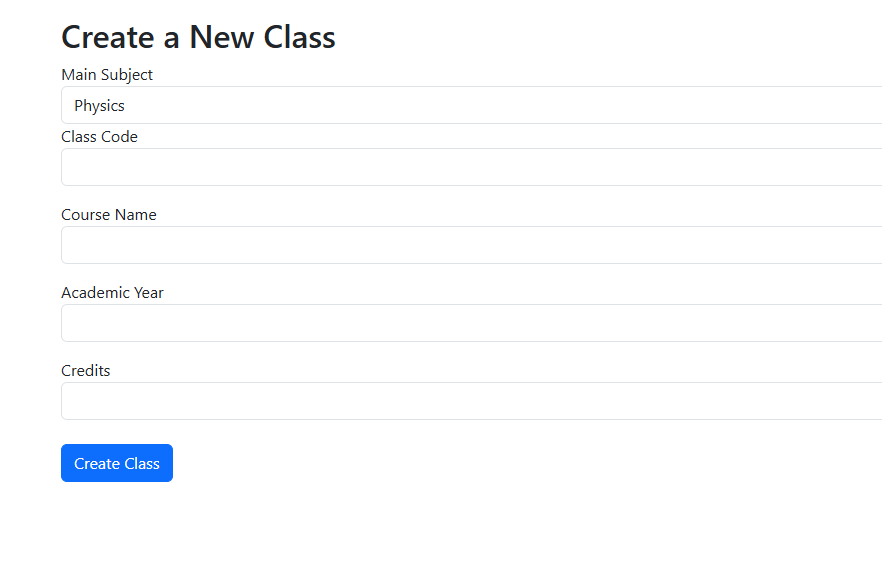 Create a New Class
Main Subject
Physics
Class Code
Course Name
Academic Year
Credits
Create Class